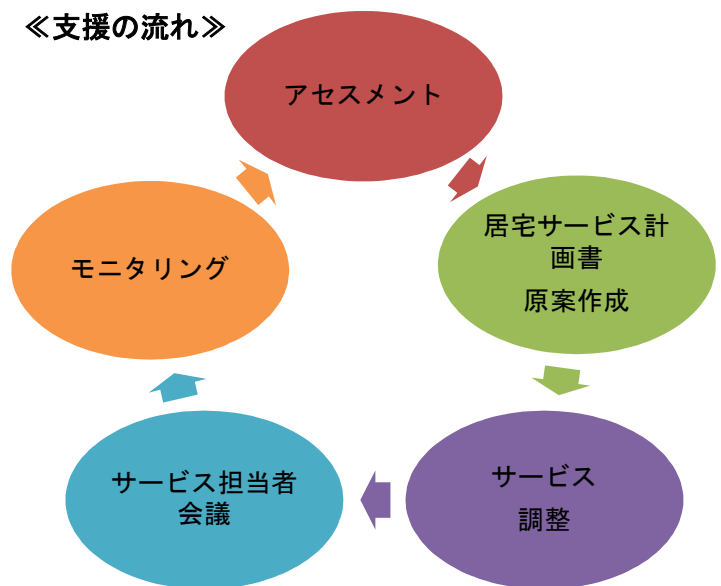 ≪支援の流れ≫
アセスメント
居宅サービス計
画書
原案作成
サービス
調整
サービス担当者
会議
モニタリング